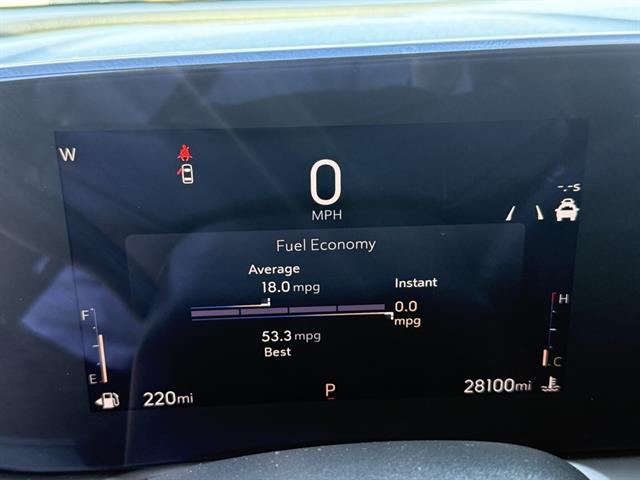 W
0
MPH
-.-s
Fuel Economy
Average
18.0 mpg
Instant
0.0
mpg
53.3 mpg
Best
F
E
H
C
220mi
P
28100mi